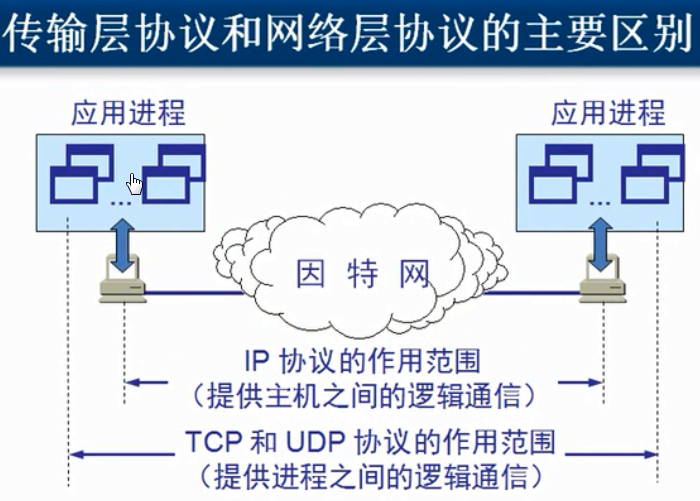 传输层协议和网络层协议的主要区别
应用进程
应用进程
...
...
因特网
IP 协议的作用范围
（提供主机之间的逻辑通信）
TCP 和 UDP 协议的作用范围
（提供进程之间的逻辑通信）